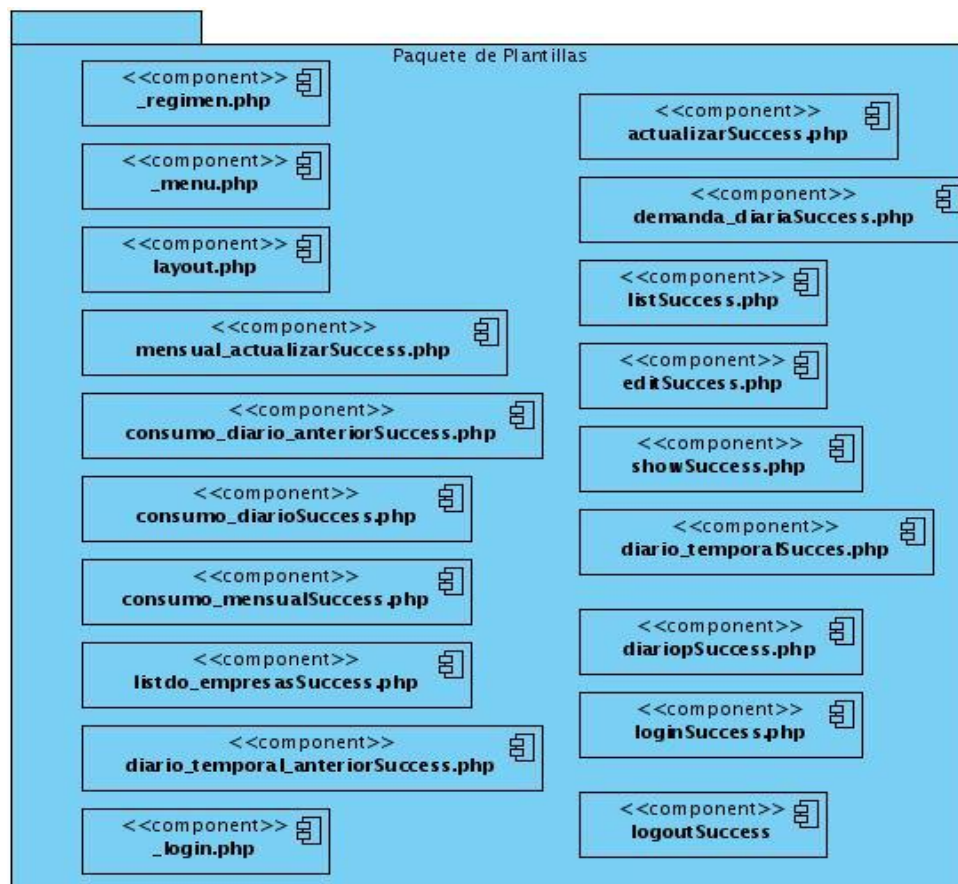 Paquete de Plantillas
<<component>>
_regimen.php
<<component>>
_menu.php
<<component>>
layout.php
<<component>>
mensual_actualizarSuccess.php
<<component>>
consumo_diario_anteriorSuccess.php
<<component>>
consumo_diarioSuccess.php
<<component>>
consumo_mensualSuccess.php
<<component>>
listdo_empresasSuccess.php
<<component>>
diario_temporal_anteriorSuccess.php
<<component>>
_login.php
<<component>>
actualizarSuccess.php
<<component>>
demanda_diariaSuccess.php
<<component>>
listSuccess.php
<<component>>
editSuccess.php
<<component>>
showSuccess.php
<<component>>
diario_temporalSucces.php
<<component>>
diariopSuccess.php
<<component>>
loginSuccess.php
<<component>>
logoutSuccess